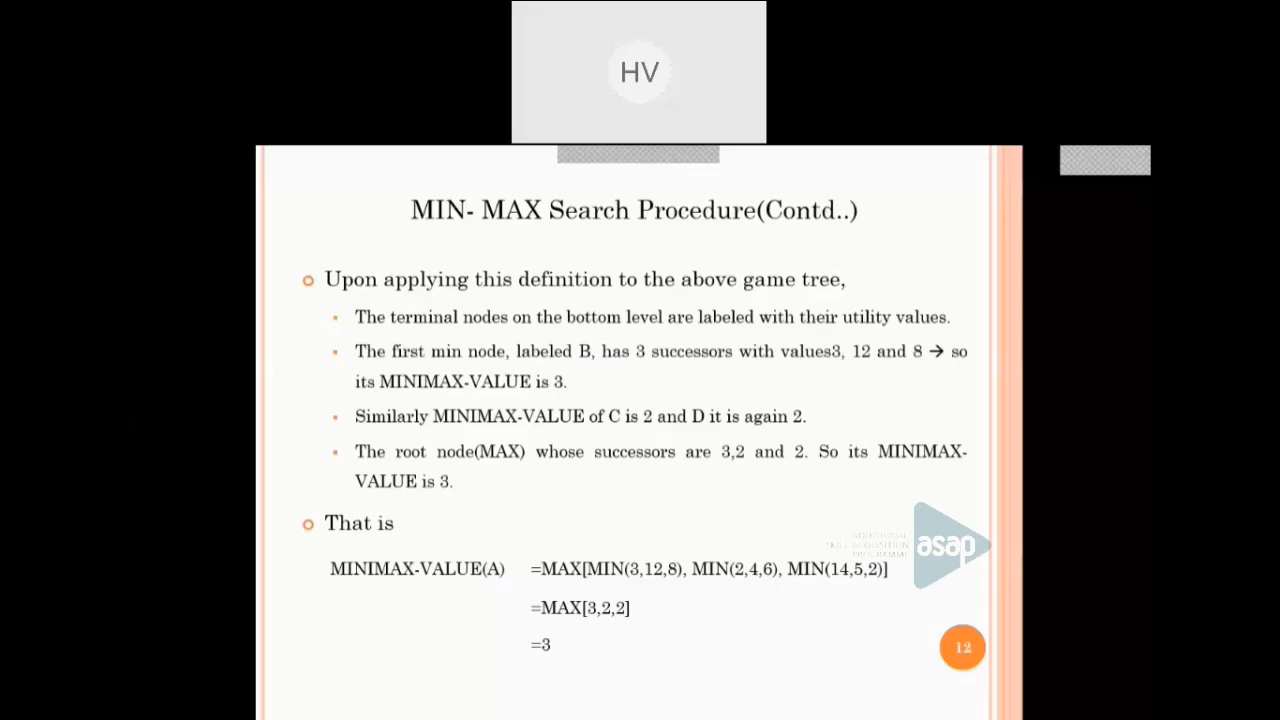 HV
MIN- MAX Search Procedure(Contd..)
Upon applying this definition to the above game tree,
The terminal nodes on the bottom level are labeled with their utility values.
The first min node, labeled B, has 3 successors with values3, 12 and 8 → so
its MINIMAX-VALUE is 3.
Similarly MINIMAX-VALUE of C is 2 and D it is again 2.
The root node(MAX) whose successors are 3,2 and 2. So its MINIMAX-
VALUE is 3.
That is
ADDITIONAL
SKILL ACQUISITION
PROGRAMME
asap
MINIMAX-VALUE(A) =MAX[MIN(3,12,8), MIN(2,4,6), MIN(14,5,2)]
=MAX[3,2,2]
=3
12